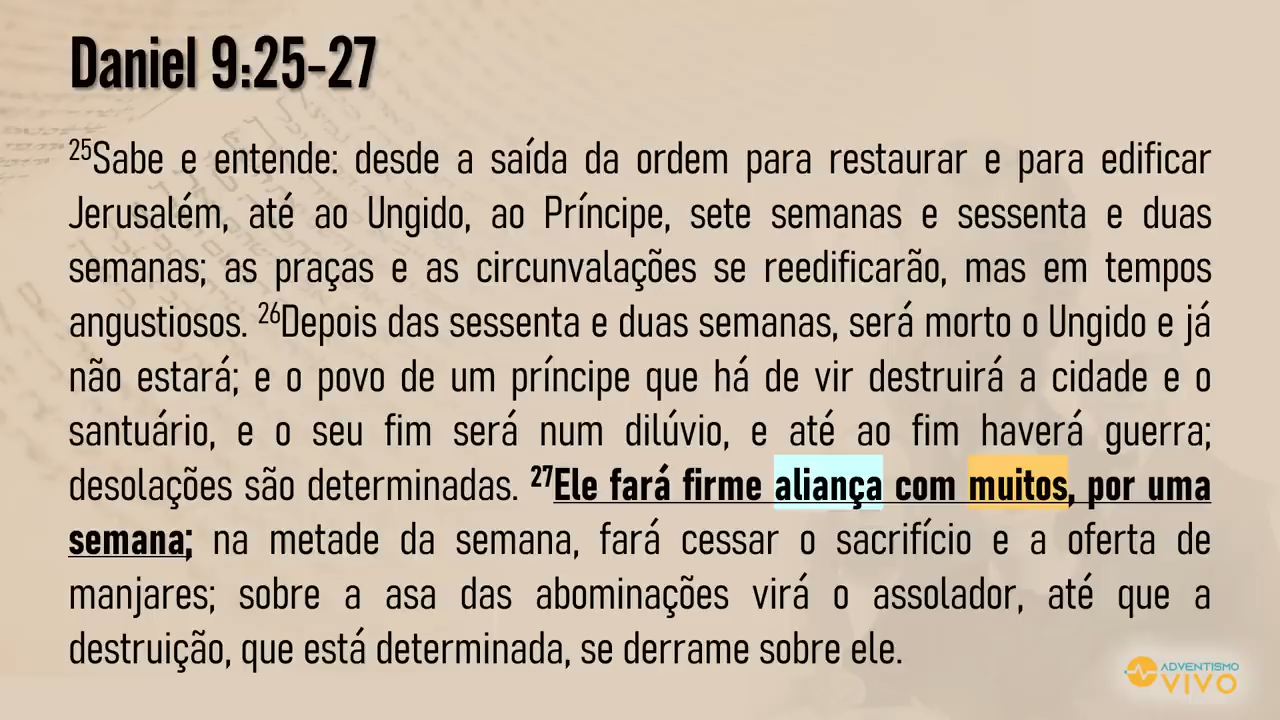 Daniel 9:25-27
25Sabe e entende: desde a saída da ordem para restaurar e para edificar
Jerusalém, até ao Ungido, ao Príncipe, sete semanas e sessenta e duas
semanas; as praças e as circunvalações se reedificarão, mas em tempos
angustiosos. 26Depois das sessenta e duas semanas, será morto o Ungido e já
não estará; e o povo de um príncipe que há de vir destruirá a cidade e o
santuário, e o seu fim será num dilúvio, e até ao fim haverá guerra;
desolações são determinadas. 27Ele fará firme aliança com muitos, por uma
semana; na metade da semana, fará cessar o sacrifício e a oferta de
manjares; sobre a asa das abominações virá o assolador, até que a
destruição, que está determinada, se derrame sobre ele.
ADVENTISMO
VIVO